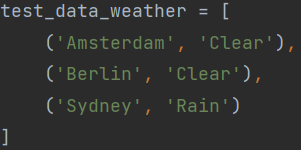 test_data_weather = [
    ('Amsterdam', 'Clear'),
    ('Berlin', 'Clear'),
    ('Sydney', 'Rain')
]